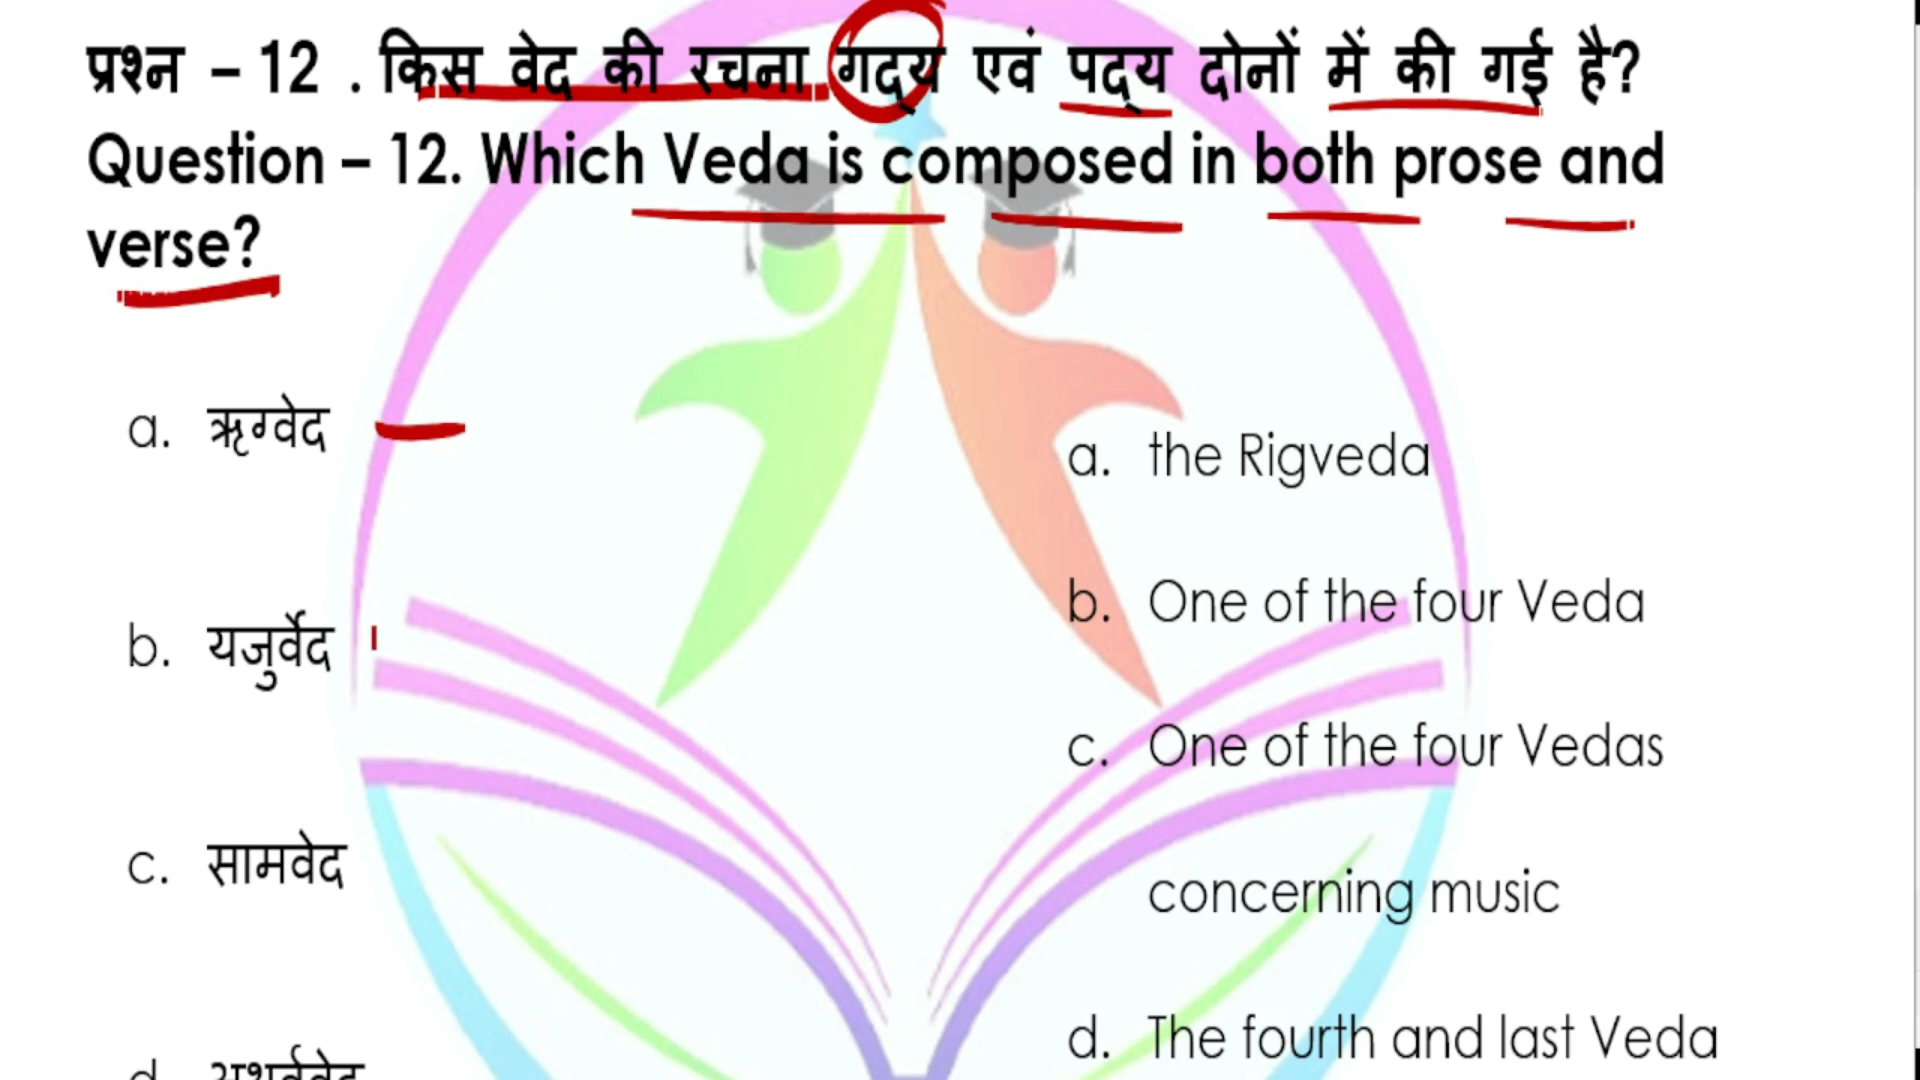 प्रश्न – 12 . किस वेद की रचना गद्य एवं पद्य दोनों में की गई है?
Question – 12. Which Veda is composed in both prose and
verse?
a. ऋग्वेद
b. यजुर्वेद
c. सामवेद
d. अथर्ववेद
a. the Rigveda
b. One of the four Veda
c. One of the four Vedas
concerning music
d. The fourth and last Veda